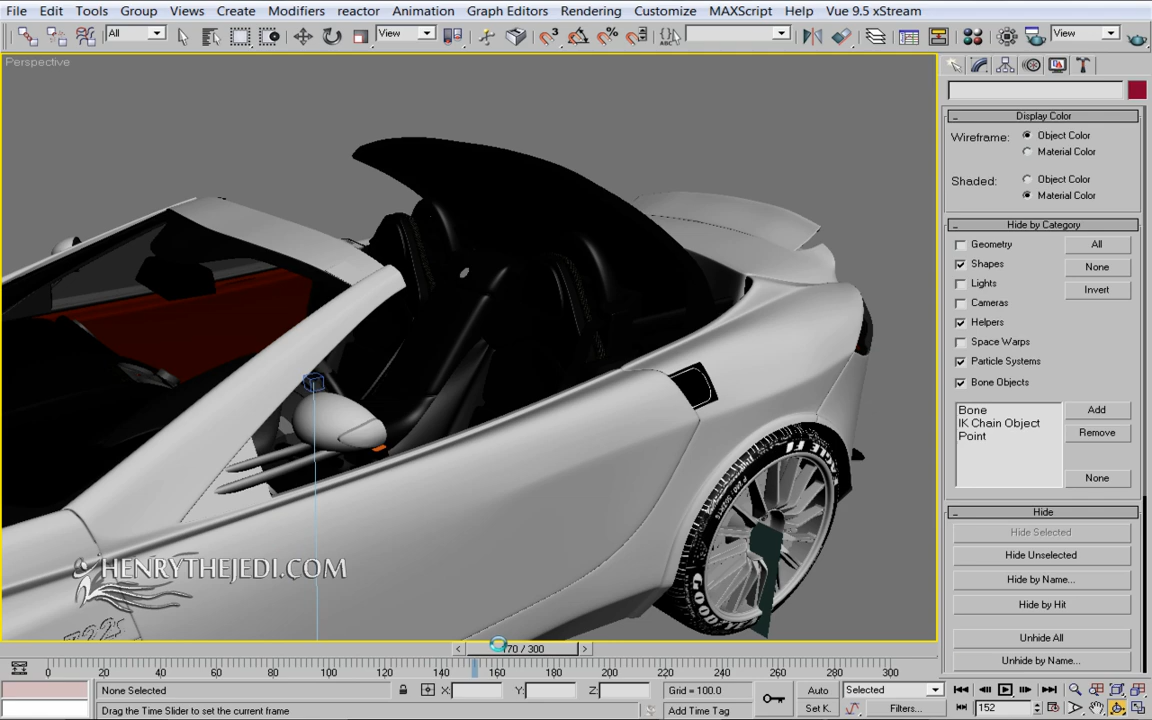 File Edit Tools Group Views Create Modifiers reactor Animation Graph Editors Rendering Customize MAXScript Help Vue 9.5 xStream
All View 3 % ABC View
Perspective
Display Color
Wireframe: Object Color
Material Color
Shaded: Object Color
Material Color
Hide by Category
Geometry All
Shapes None
Lights Invert
Cameras
Helpers
Space Warps
Particle Systems
Bone Objects
Bone Add
IK Chain Object Remove
Point
None
Hide
Hide Selected
Hide Unselected
Hide by Name...
Hide by Hit
Unhide All
Unhide by Name...
EAGLE F1
GOOD
HENRYTHEJEDI.COM
722s
< 170 / 300 >
0 20 40 60 80 100 120 140 160 180 200 220 240 260 280 300
None Selected X: Y: Z: Grid = 100.0 Auto Selected
Drag the Time Slider to set the current frame Add Time Tag Set K. Filters... 152